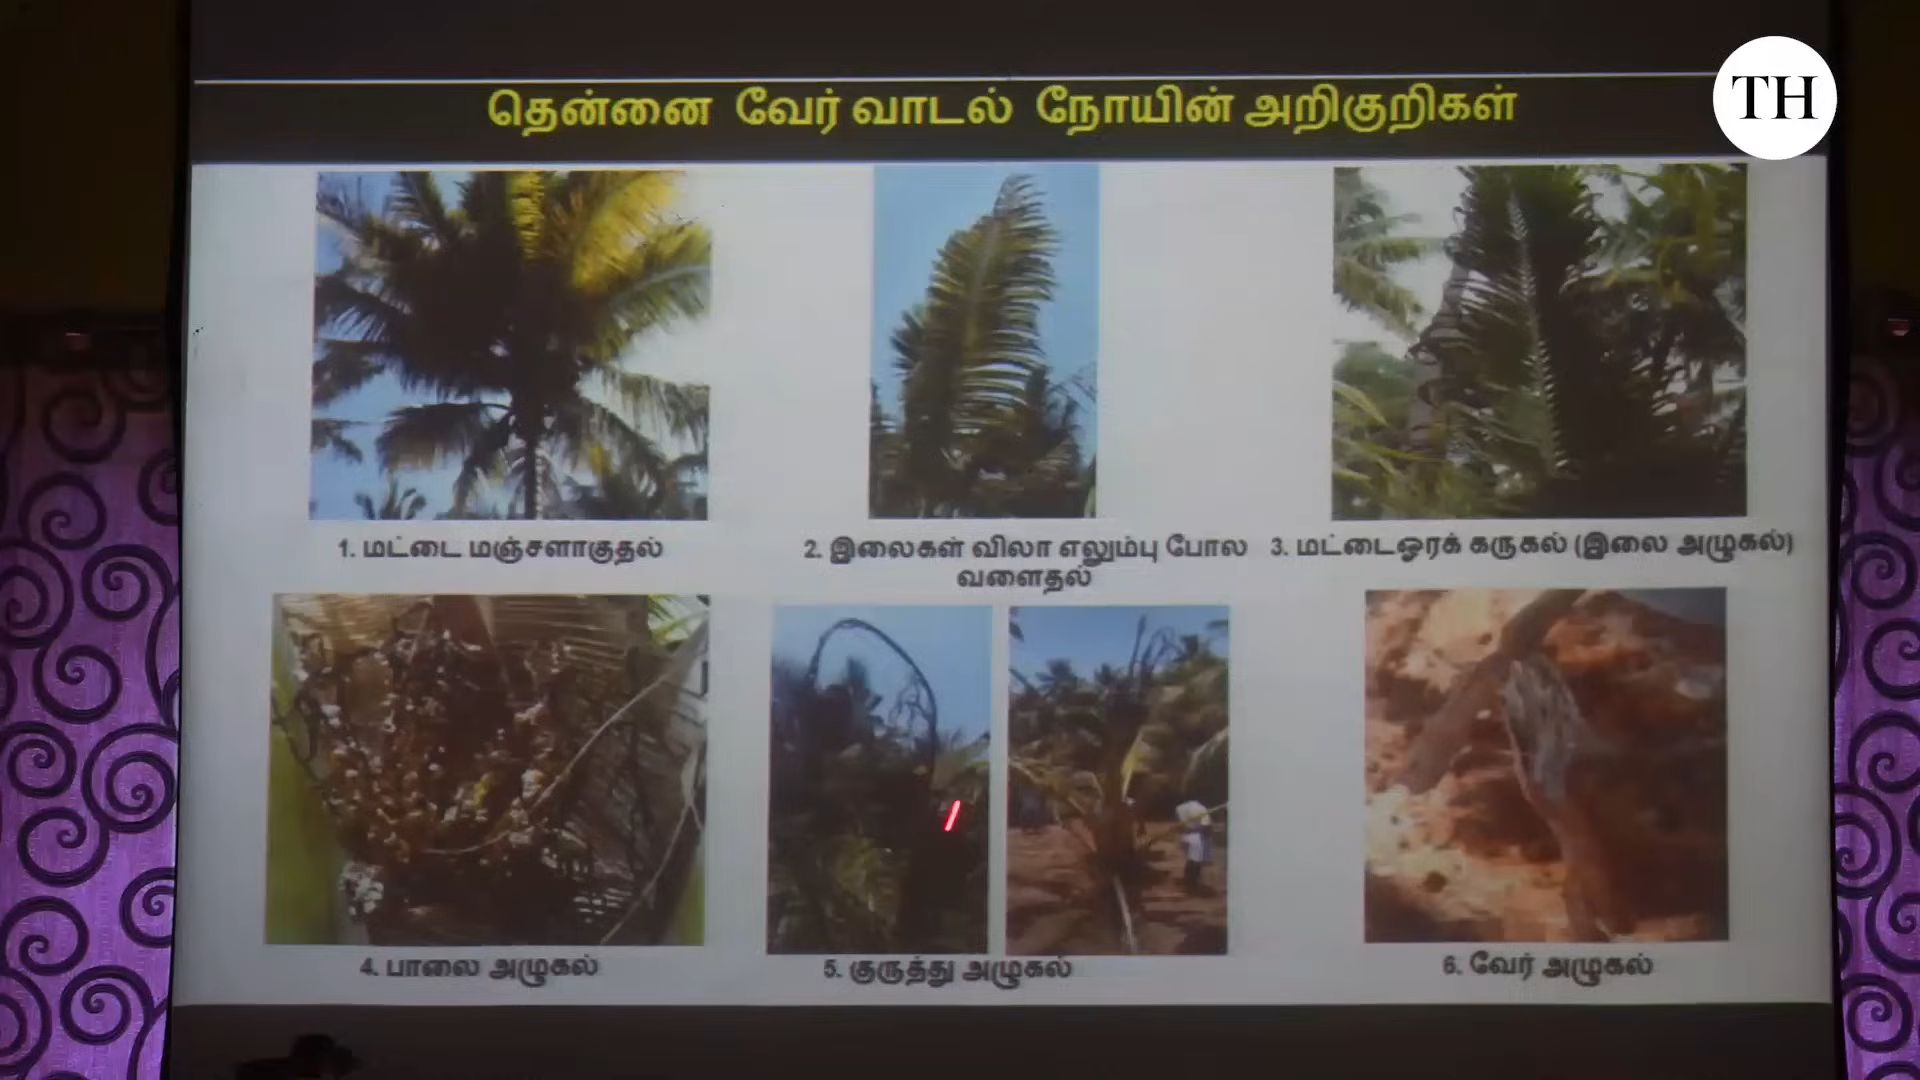 தென்னை வேர் வாடல் நோயின் அறிகுறிகள்
TH
1. மட்டை மஞ்சளாகுதல்
2. இலைகள் விலா எலும்பு போல
வளைதல்
3. மட்டைஓரக் கருகல் (இலை அழுகல்)
4. பாலை அழுகல்
5. குருத்து அழுகல்
6. வேர் அழுகல்